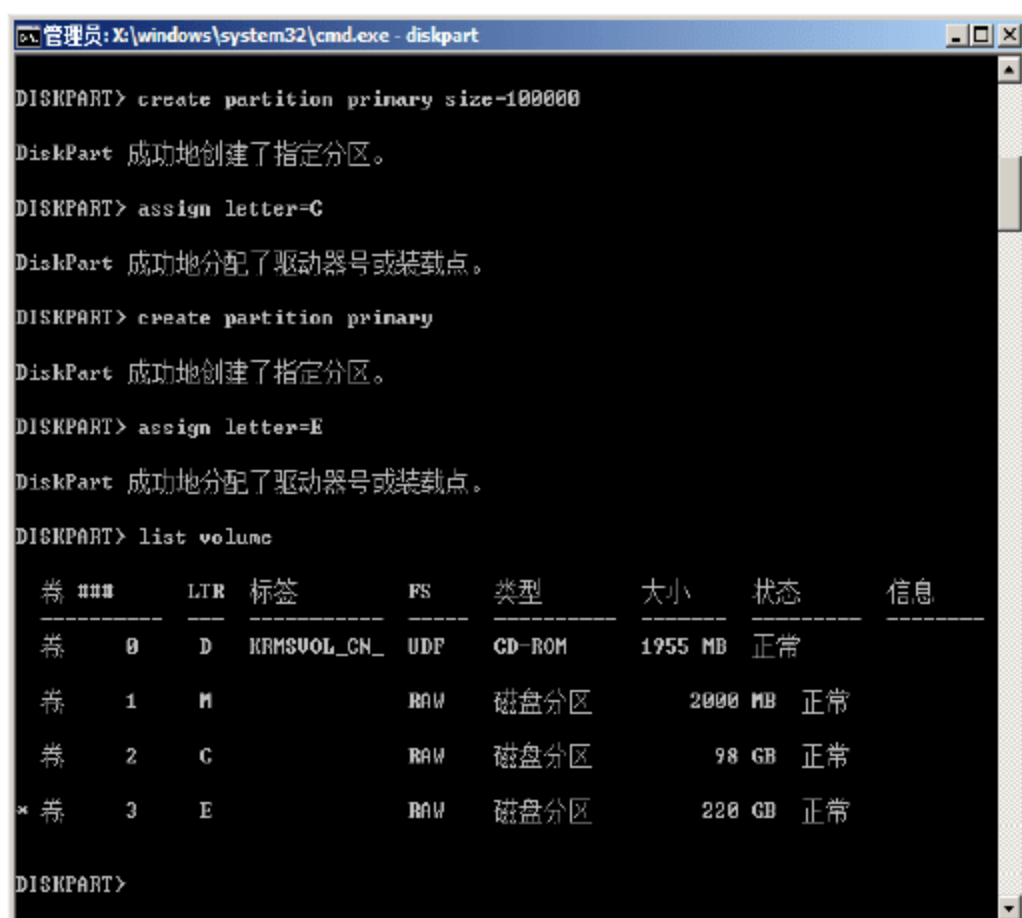 管理员: X:\windows\system32\cmd.exe - diskpart
DISKPART> create partition primary size=100000
DiskPart 成功地创建了指定分区。
DISKPART> assign letter=C
DiskPart 成功地分配了驱动器号或装载点。
DISKPART> create partition primary
DiskPart 成功地创建了指定分区。
DISKPART> assign letter=E
DiskPart 成功地分配了驱动器号或装载点。
DISKPART> list volume
卷 ### LTR 标签 FS 类型 大小 状态 信息
---------- --- ----------- ----- ---------- ------- --------- --------
卷 0 D KRMSVOL_CN_ UDF CD-ROM 1955 MB 正常
卷 1 M RAW 磁盘分区 2000 MB 正常
卷 2 C RAW 磁盘分区 98 GB 正常
* 卷 3 E RAW 磁盘分区 220 GB 正常
DISKPART>